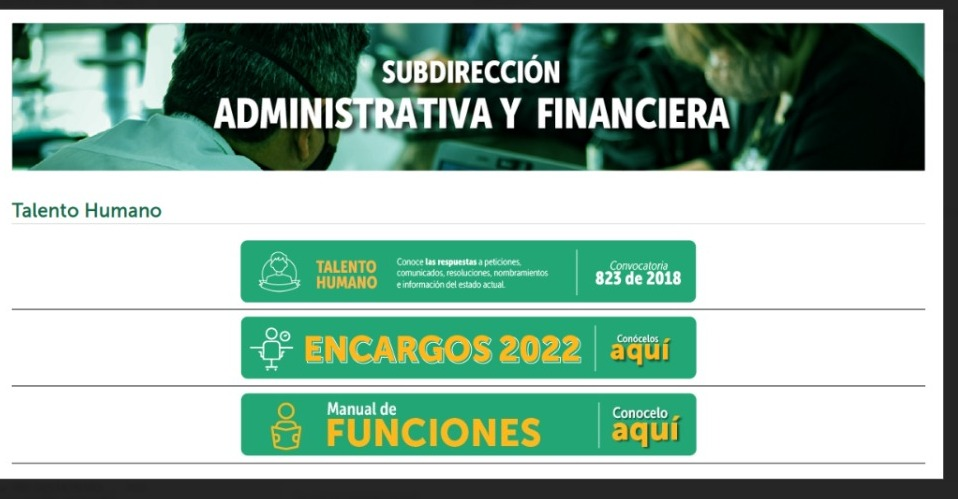 SUBDIRECCIÓN
ADMINISTRATIVA Y FINANCIERA
Talento Humano
TALENTO
HUMANO
Conoce las respuestas a peticiones,
comunicados, resoluciones, nombramientos
e información del estado actual.
Convocatoria
823 de 2018
ENCARGOS 2022
Conócelos
aquí
Manual de
FUNCIONES
Conocelo
aquí